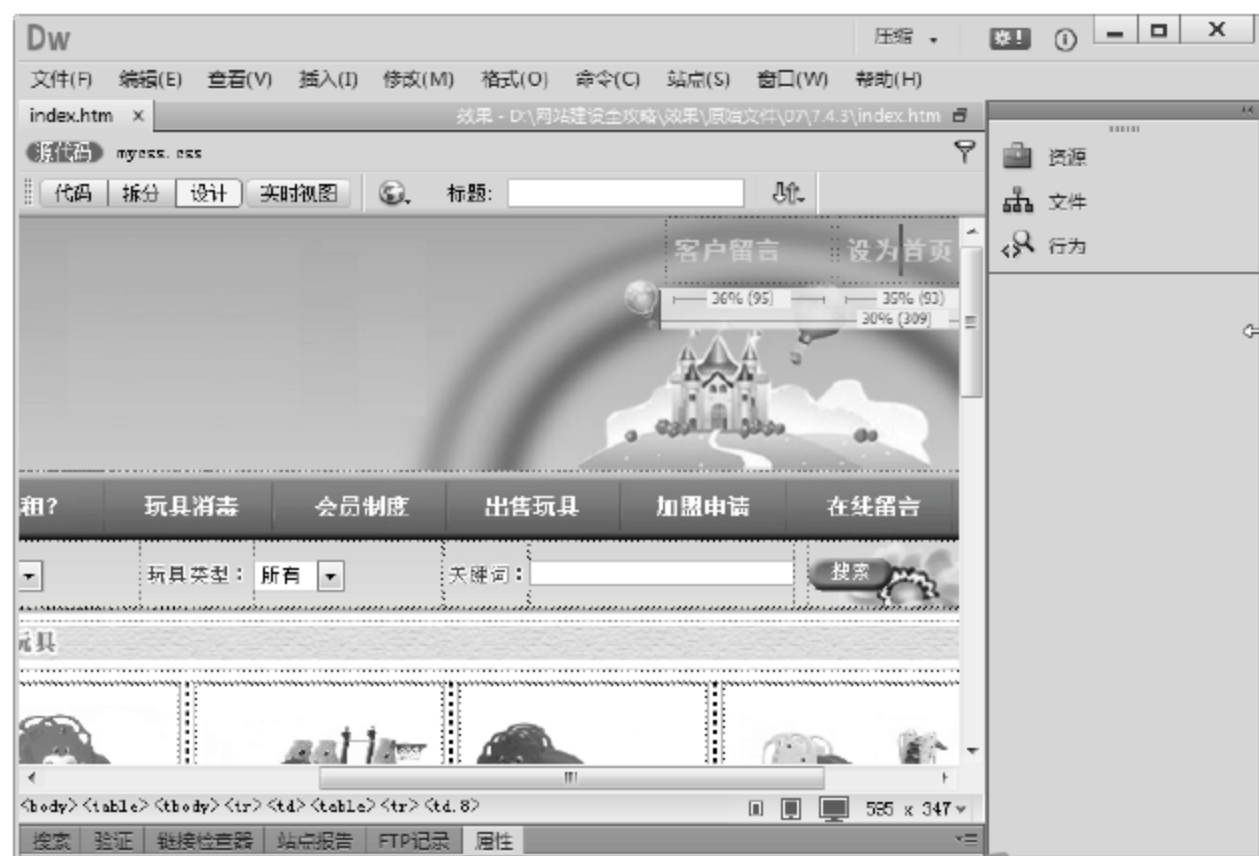 Dw 压缩
文件(F) 编辑(E) 查看(V) 插入(I) 修改(M) 格式(O) 命令(C) 站点(S) 窗口(W) 帮助(H)
index.htm × 效果 - D:\网站建设全攻略\效果\原始文件\07\7.4.3\index.htm
源代码 mycss.css
代码 拆分 设计 实时视图 标题:
资源
文件
行为
客户留言 设为首页
36% (95) 35% (93)
30% (309)
租? 玩具消毒 会员制度 出售玩具 加盟申请 在线留言
玩具类型: 所有 关键词: 搜索
玩具
<body><table><tbody><tr><td><table><tr><td.8> 595 x 347
搜索 验证 链接检查器 站点报告 FTP记录 属性